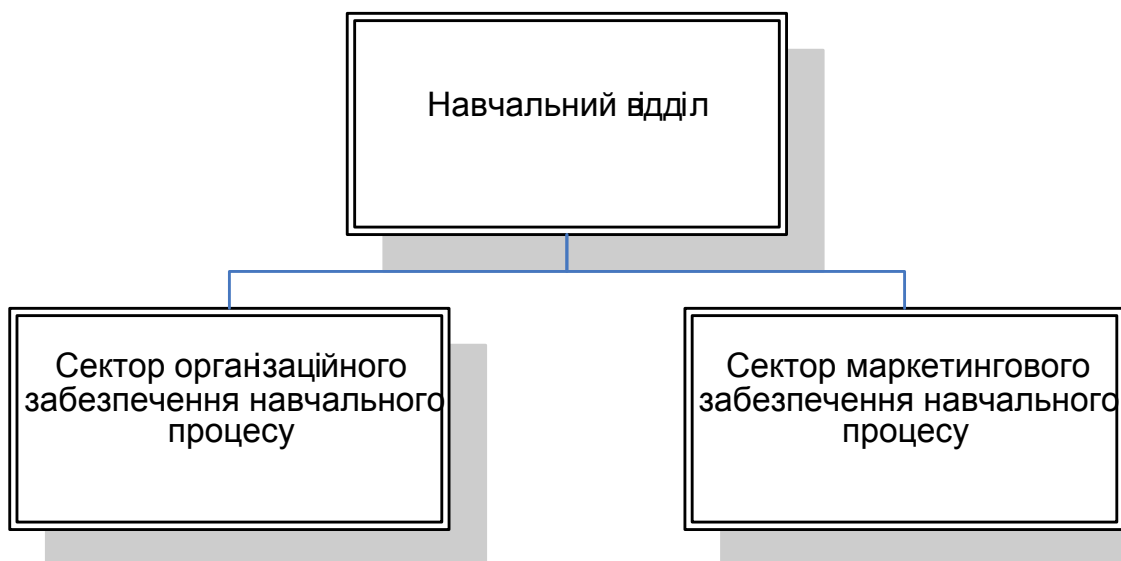 Навчальний відділ
Сектор організаційного
забезпечення навчального
процесу
Сектор маркетингового
забезпечення навчального
процесу